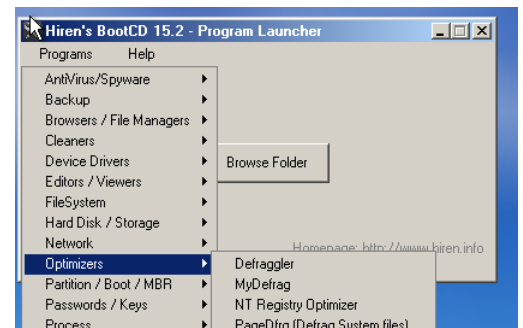 Hiren's BootCD 15.2 - Program Launcher
Programs Help
AntiVirus/Spyware
Backup
Browsers / File Managers
Cleaners
Device Drivers
Browse Folder
Editors / Viewers
FileSystem
Hard Disk / Storage
Network
Homepage: http://www.hiren.info
Optimizers
Defraggler
Partition / Boot / MBR
MyDefrag
Passwords / Keys
NT Registry Optimizer
Process
PageDfrg (Defrag System files)